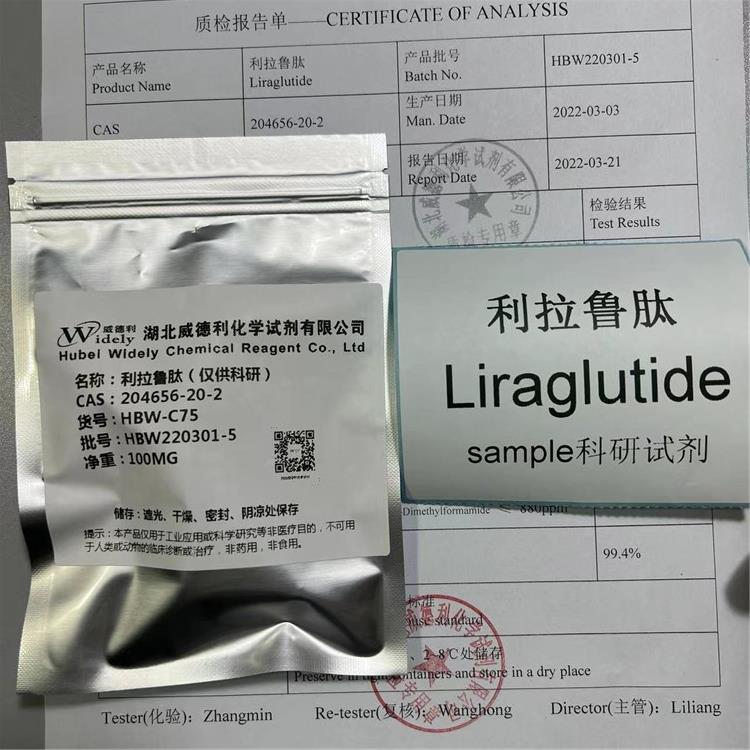 质检报告单——CERTIFICATE OF ANALYSIS
产品名称
Product Name
利拉鲁肽
Liraglutide
产品批号
Batch No.
HBW220301-5
CAS
204656-20-2
生产日期
Man. Date
2022-03-03
报告日期
Report Date
2022-03-21
检验结果
Test Results
质检专用章
Widely 威德利
湖北威德利化学试剂有限公司
Hubei Widely Chemical Reagent Co., Ltd
名称：利拉鲁肽（仅供科研）
CAS：204656-20-2
货号：HBW-C75
批号：HBW220301-5
净重：100MG
储存：遮光、干燥、密封、阴凉处保存
提示：本产品仅用于工业应用或科学研究等非医疗目的，不可用
于人类或动物的临床诊断或治疗，非药用，非食用。
利拉鲁肽
Liraglutide
sample科研试剂
Dimethylformamide ≤ 880ppm
99.4%
标准
standard
、2~8℃处储存
Preserve in tight containers and store in a dry place
Tester(化验)：Zhangmin
Re-tester(复核)：Wanghong
Director(主管)：Liliang